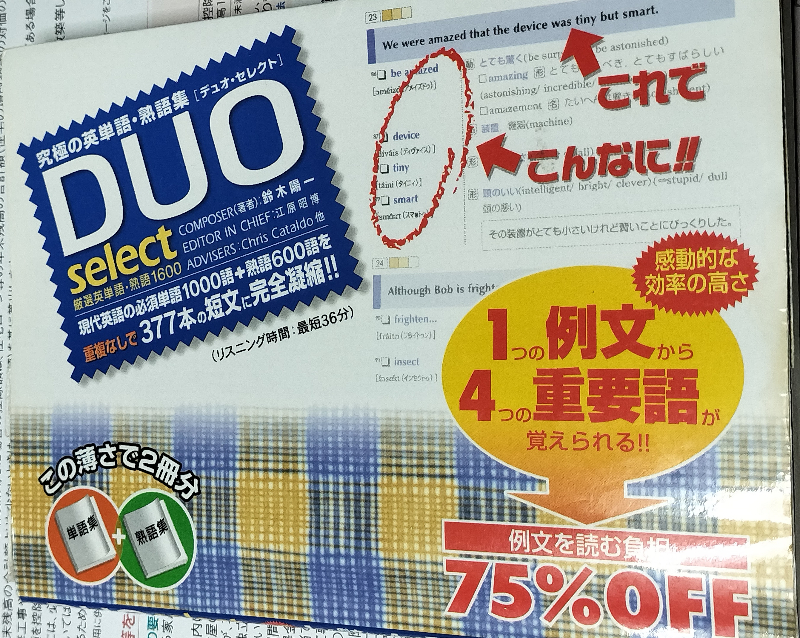 究極の英単語・熟語集 [デュオ・セレクト]
DUO
select
厳選英単語・熟語1600
COMPOSER(著者):鈴木陽一
EDITOR IN CHIEF:江原昭博
ADVISERS:Chris Cataldo 他
現代英語の必須単語1000語+熟語600語を
重複なしで377本の短文に完全凝縮!!
(リスニング時間:最短36分)
23
We were amazed that the device was tiny but smart.
be amazed
とても驚く(be
be astonished)
amazing
とてもすばらしい
(astonishing/ incredible/
amazement
device
装置
機器(machine)
tiny
smart
頭のいい(intelligent/ bright/ clever)(⇔stupid/ dull
頭の悪い)
その装置がとても小さいけれど賢いことにびっくりした。
これで
こんなに!!
24
Although Bob is fright
frighten...
insect
感動的な
効率の高さ
1つの例文から
4つの重要語が
覚えられる!!
この薄さで2冊分
単語集
+
熟語集
例文を読む負担
75%OFF